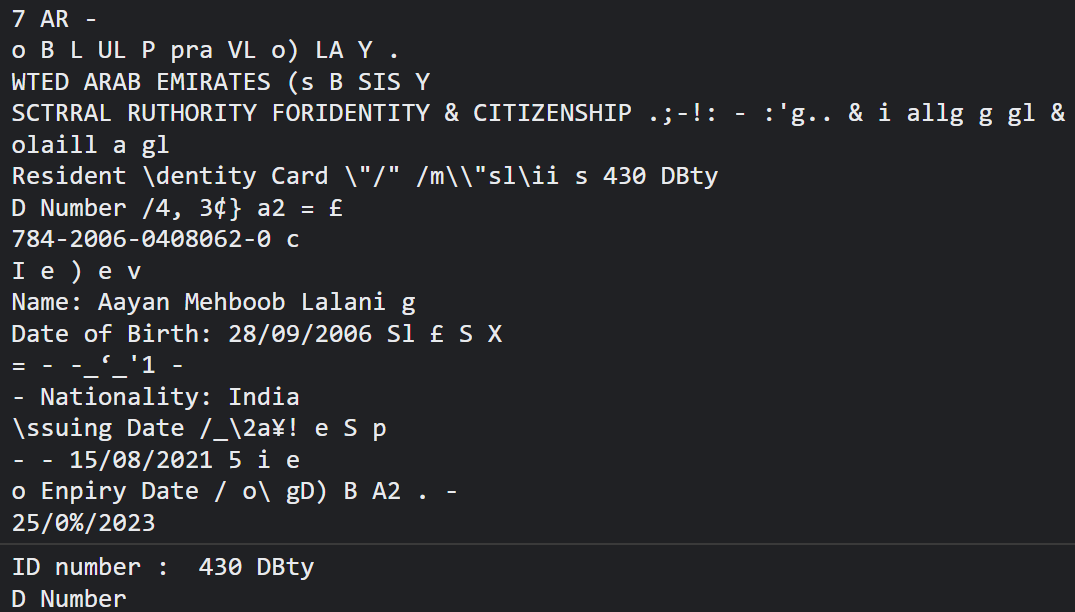 7 AR -
o B L UL P pra VL o) LA Y .
WTED ARAB EMIRATES (s B SIS Y
SCTRRAL RUTHORITY FORIDENTITY & CITIZENSHIP .;-!: - :'g.. & i allg g gl &
olaill a gl
Resident \dentity Card \"/" /m\\"sl\ii s 430 DBty
D Number /4, 3¢} a2 = £
784-2006-0408062-0 c
I e ) e v
Name: Aayan Mehboob Lalani g
Date of Birth: 28/09/2006 Sl £ S X
= - -_‘_'1 -
- Nationality: India
\ssuing Date /_\2a¥! e S p
- - 15/08/2021 5 i e
o Enpiry Date / o\ gD) B A2 . -
25/0%/2023
ID number :  430 DBty
D Number